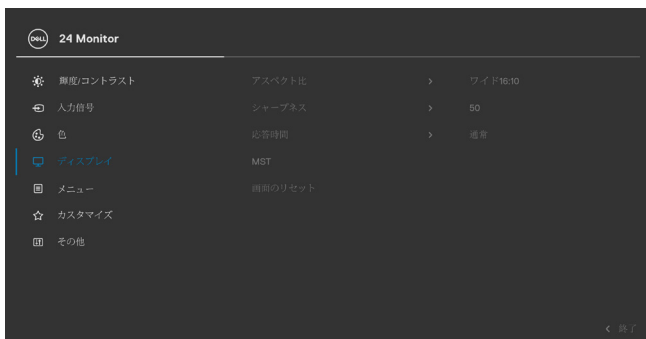 DELL 24 Monitor
輝度/コントラスト アスペクト比 > ワイド16:10
入力信号 シャープネス > 50
色 応答時間 > 通常
ディスプレイ MST
メニュー 画面のリセット
カスタマイズ
その他
< 終了